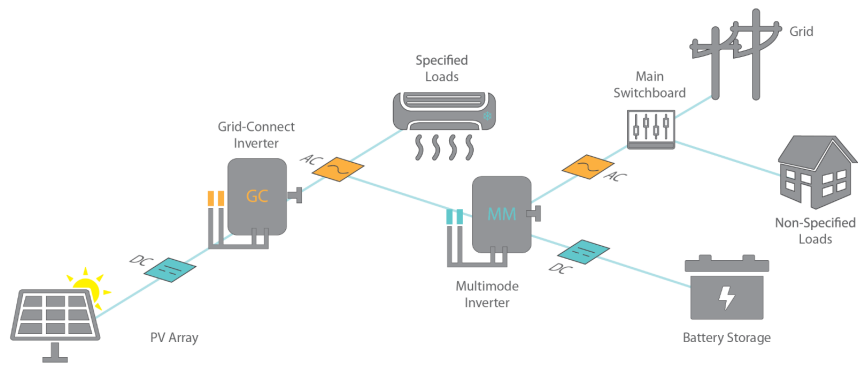 Grid
Specified
Loads
Main
Switchboard
Grid-Connect
Inverter
AC
GC
AC
MM
Non-Specified
Loads
DC
DC
Multimode
Inverter
PV Array
Battery Storage